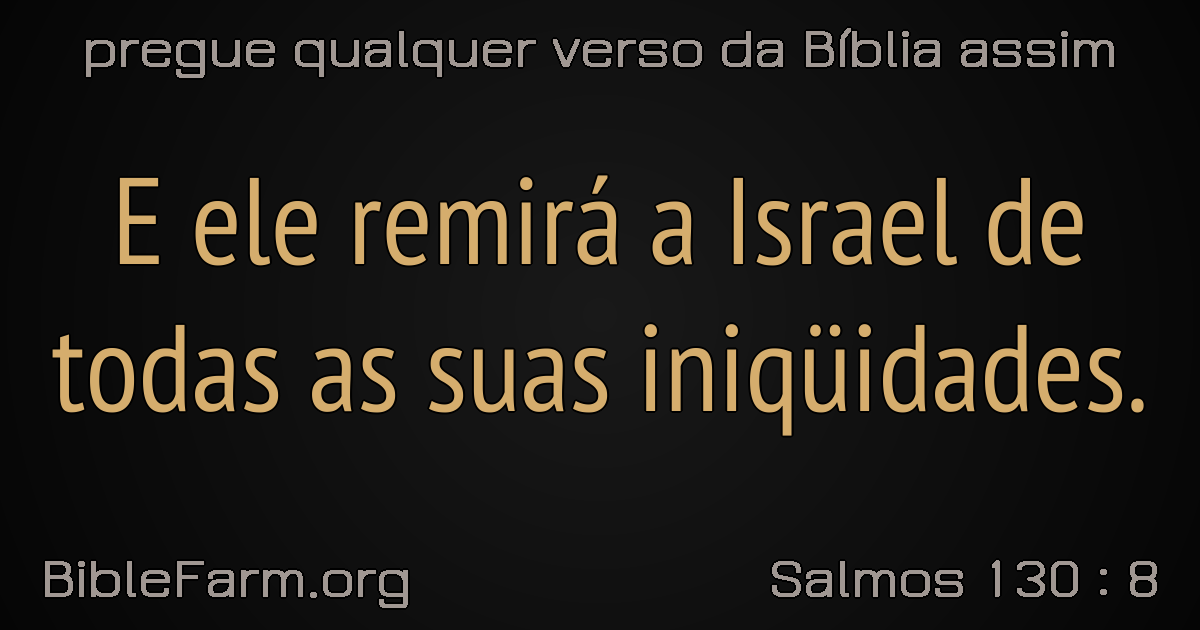 pregue qualquer verso da Bíblia assim
E ele remirá a Israel de
todas as suas iniqüidades.
BibleFarm.org
Salmos 130 : 8